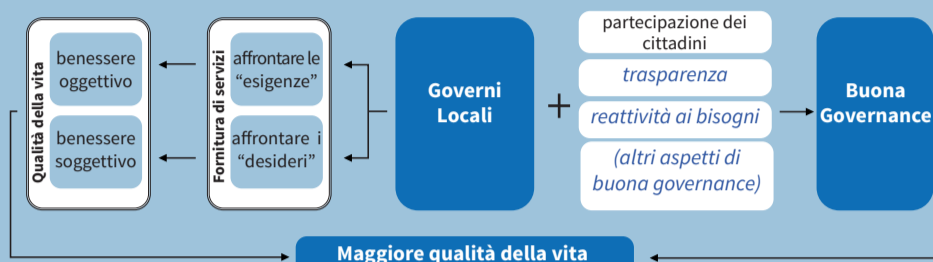 Qualità della vita
benessere
oggettivo
benessere
soggettivo
Fornitura di servizi
affrontare le
“esigenze”
affrontare i
“desideri”
Governi
Locali
+
partecipazione dei
cittadini
trasparenza
reattività ai bisogni
(altri aspetti di
buona governance)
Buona
Governance
Maggiore qualità della vita